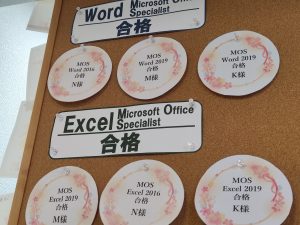 Word Microsoft Office Specialist
合格
MOS
Word 2016
合格
N様
MOS
Word 2019
合格
M様
MOS
Word 2019
合格
K様
Excel Microsoft Office Specialist
合格
MOS
Excel 2019
合格
M様
MOS
Excel 2016
合格
N様
MOS
Excel 2019
合格
K様